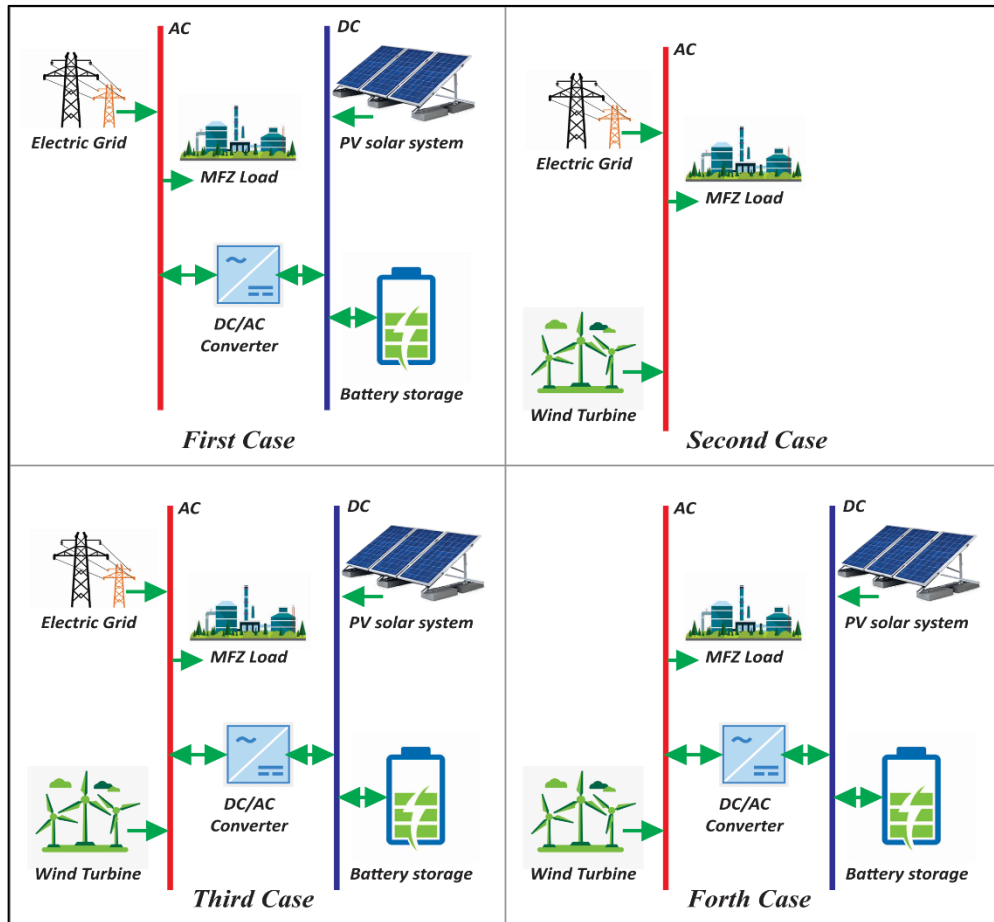 AC
DC
Electric Grid
PV solar system
MFZ Load
DC/AC
Converter
Battery storage
First Case
AC
Electric Grid
MFZ Load
Wind Turbine
Second Case
AC
DC
Electric Grid
PV solar system
MFZ Load
DC/AC
Converter
Wind Turbine
Battery storage
Third Case
AC
DC
PV solar system
MFZ Load
DC/AC
Converter
Wind Turbine
Battery storage
Forth Case